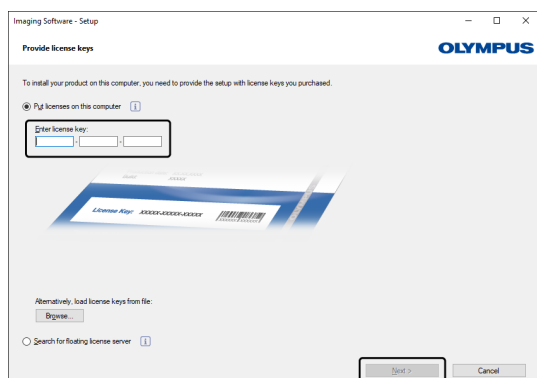 Imaging Software - Setup
Provide license keys
OLYMPUS
To install your product on this computer, you need to provide the setup with license keys you purchased.
Put licenses on this computer
Enter license key:
- -
XXXXX
License Key: XXXXX-XXXXX-XXXXX
Alternatively, load license keys from file:
Browse...
Search for floating license server
Next >
Cancel